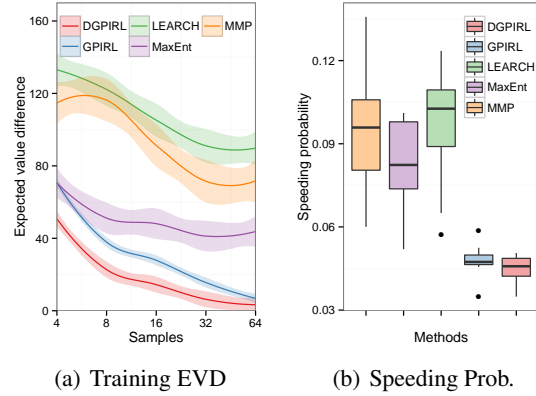 DGPIRL LEARCH MMP
GPIRL MaxEnt
Expected value difference
160
120
80
40
0
4 8 16 32 64
Samples
(a) Training EVD
DGPIRL
GPIRL
LEARCH
MaxEnt
MMP
Speeding probability
0.12
0.09
0.06
0.03
Methods
(b) Speeding Prob.